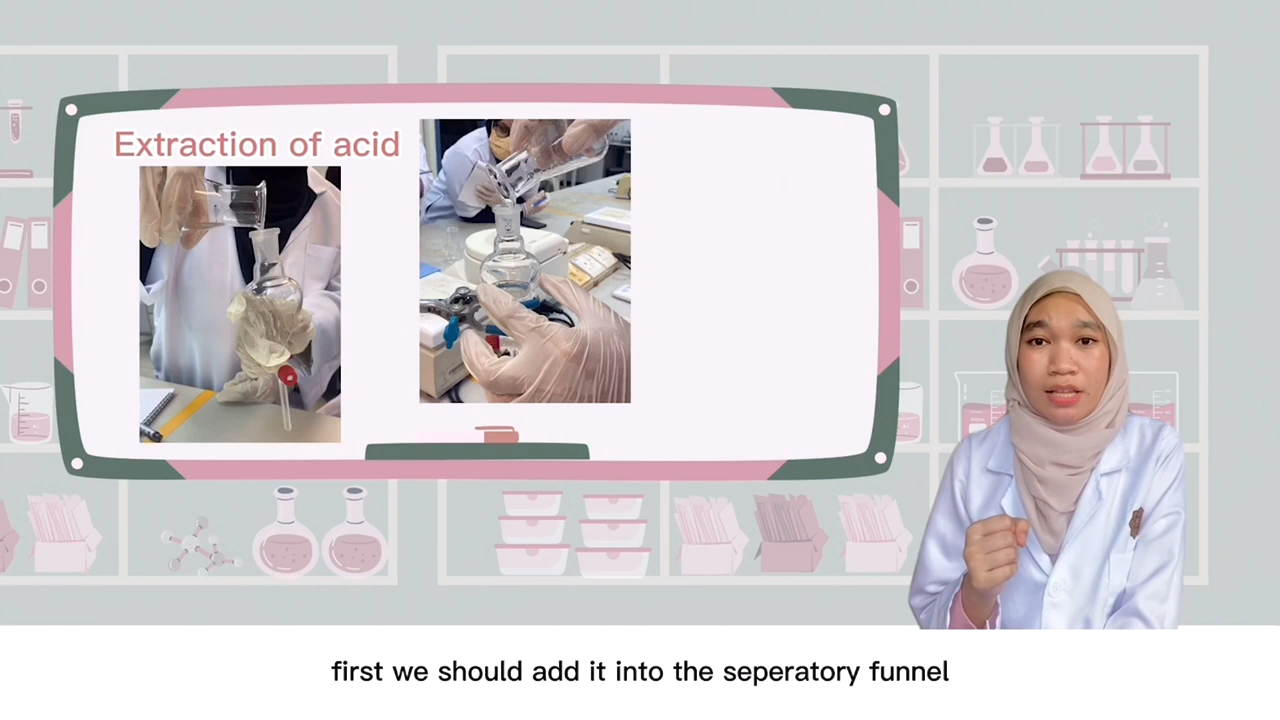 Extraction of acid
first we should add it into the seperatory funnel